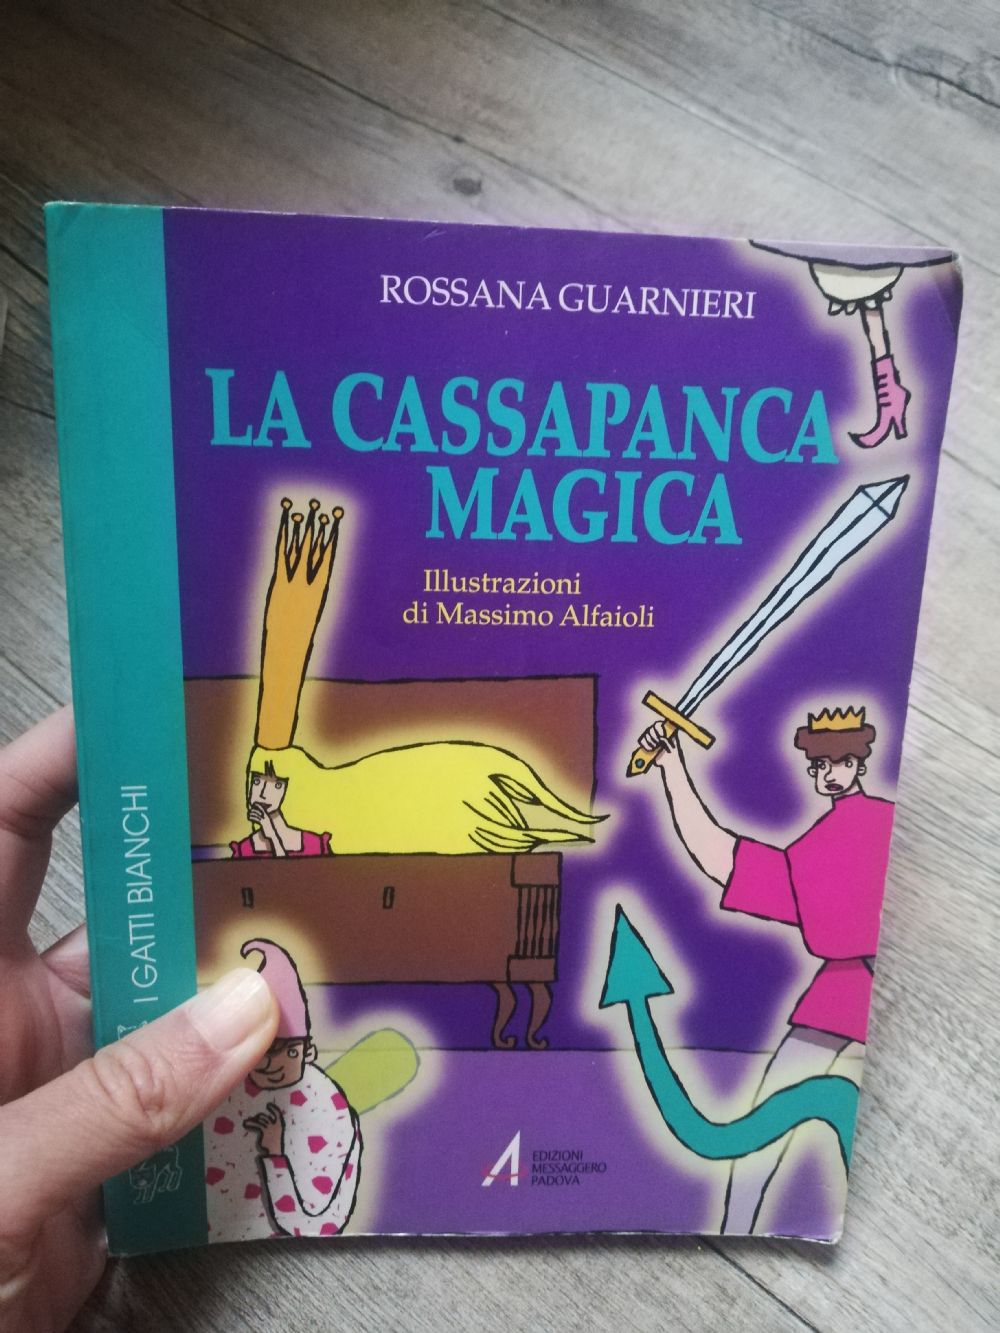 ROSSANA GUARNIERI
LA CASSAPANCA
MAGICA
Illustrazioni
di Massimo Alfaioli
I GATTI BIANCHI
EDIZIONI
MESSAGGERO
PADOVA